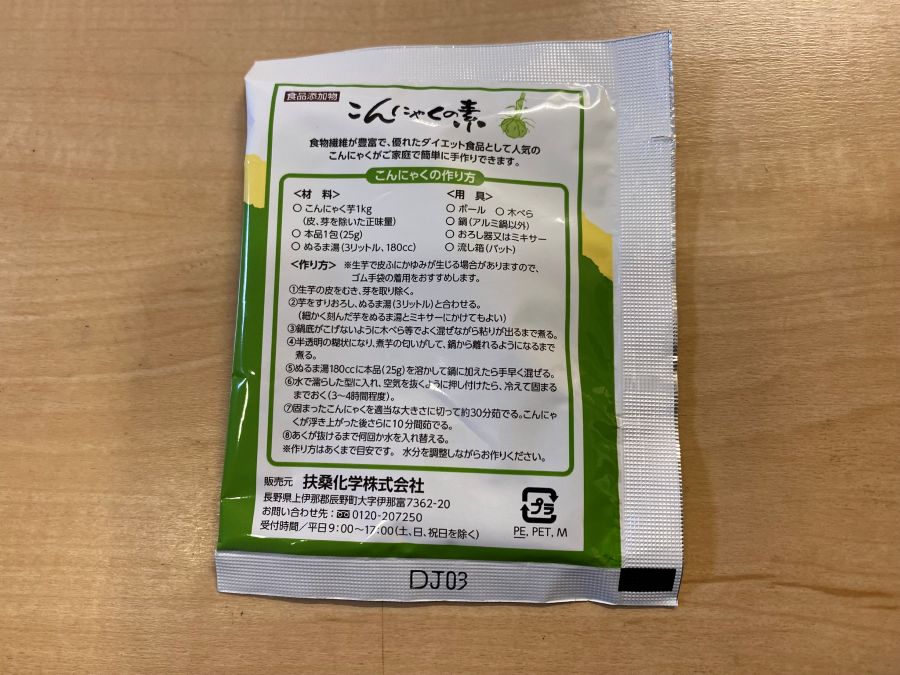 食品添加物
こんにゃくの素
食物繊維が豊富で、優れたダイエット食品として人気の
こんにゃくがご家庭で簡単に手作りできます。
こんにゃくの作り方
<材 料>
○ こんにゃく芋1kg
(皮、芽を除いた正味量)
○ 本品1包(25g)
○ ぬるま湯(3リットル、180cc)
<用 具>
○ ボール ○ 木べら
○ 鍋(アルミ鍋以外)
○ おろし器又はミキサー
○ 流し箱(バット)
<作り方> ※生芋で皮ふにかゆみが生じる場合がありますので、
ゴム手袋の着用をおすすめします。
①生芋の皮をむき、芽を取り除く。
②芋をすりおろし、ぬるま湯(3リットル)と合わせる。
(細かく刻んだ芋をぬるま湯とミキサーにかけてもよい)
③鍋底がこげないように木べら等でよく混ぜながら粘りが出るまで煮る。
④半透明の糊状になり、煮芋の匂いがして、鍋から離れるようになるまで
煮る。
⑤ぬるま湯180ccに本品(25g)を溶かして鍋に加えたら手早く混ぜる。
⑥水で濡らした型に入れ、空気を抜くように押し付けたら、冷えて固まる
までおく(3~4時間程度)。
⑦固まったこんにゃくを適当な大きさに切って約30分茹でる。こんにゃ
くが浮き上がった後さらに10分間茹でる。
⑧あくが抜けるまで何回か水を入れ替える。
※作り方はあくまで目安です。 水分を調整しながらお作りください。
販売元 扶桑化学株式会社
長野県上伊那郡辰野町大字伊那富7362-20
お問い合わせ先: 0120-207250
受付時間/平日9:00~17:00(土、日、祝日を除く)
プラ
PE, PET, M
DJ03